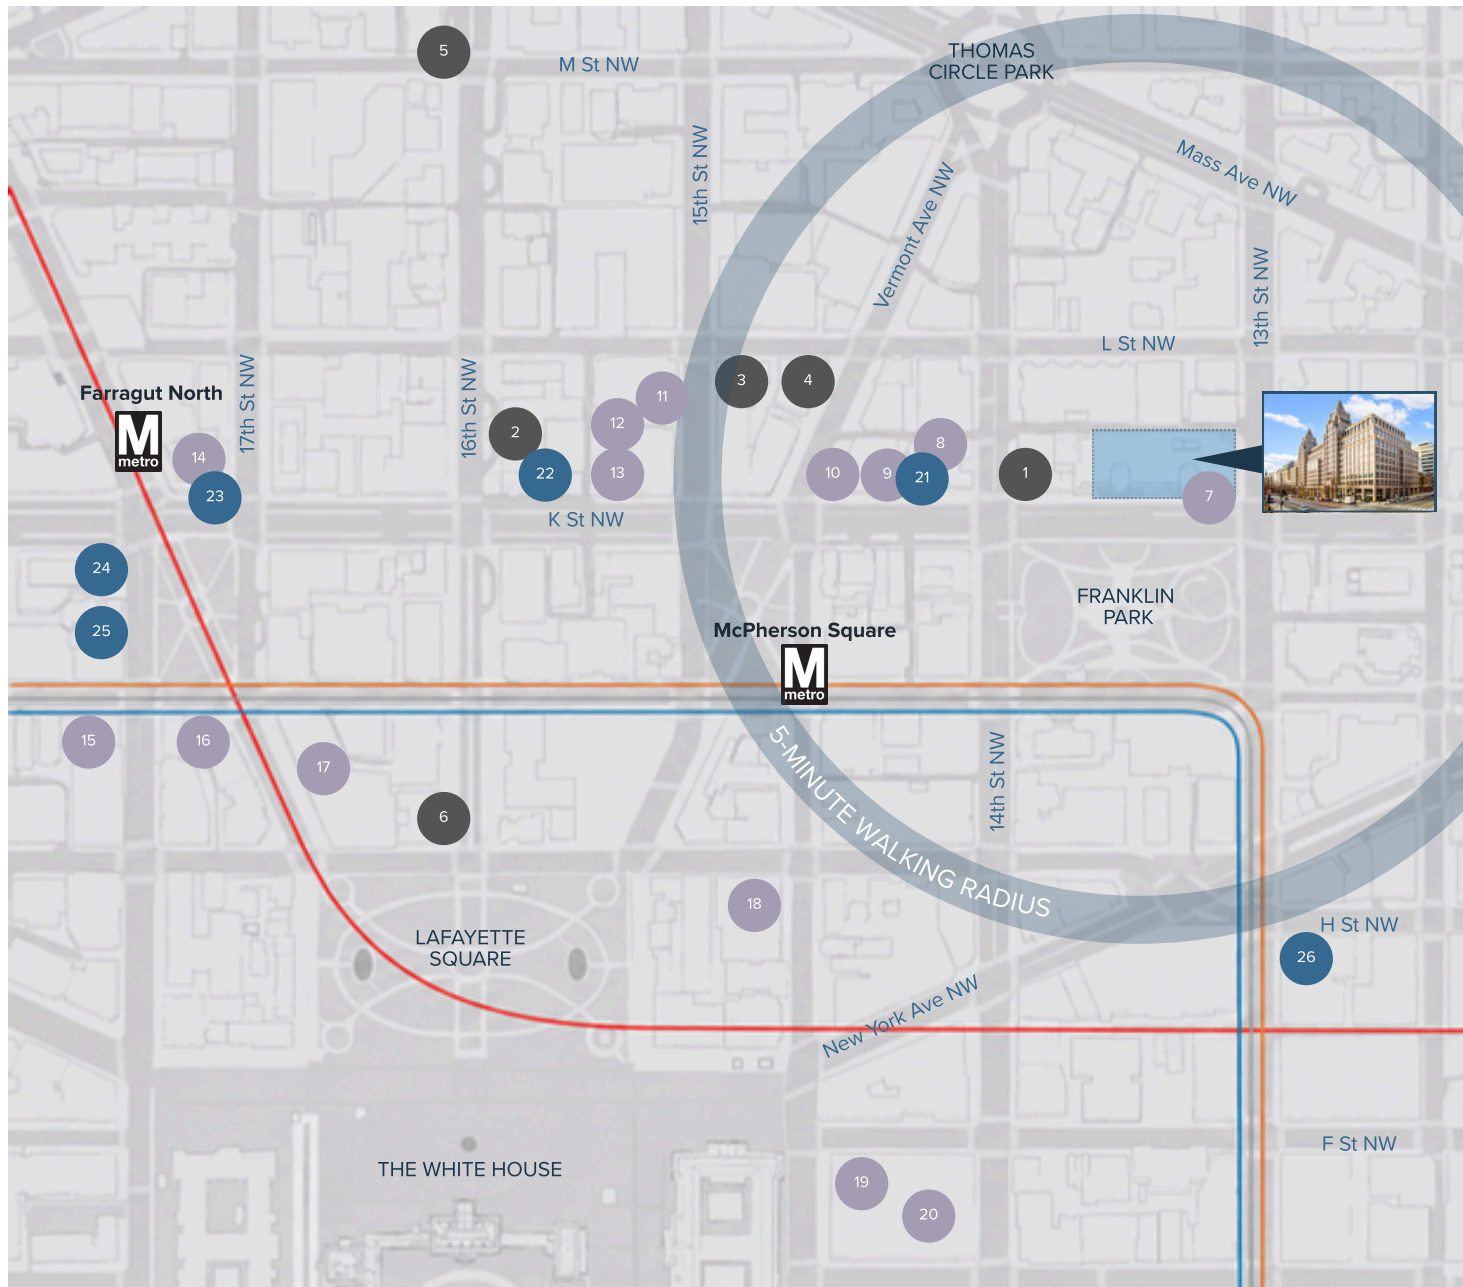 5
M St NW
THOMAS
CIRCLE PARK
15th St NW
Mass Ave NW
Vermont Ave NW
13th St NW
L St NW
Farragut North
M
metro
17th St NW
16th St NW
11
3
4
12
2
14
22
13
23
K St NW
10
9
8
21
1
7
24
25
FRANKLIN
PARK
McPherson Square
M
metro
15
16
17
6
5-MINUTE WALKING RADIUS
14th St NW
18
LAFAYETTE
SQUARE
H St NW
26
New York Ave NW
THE WHITE HOUSE
F St NW
19
20